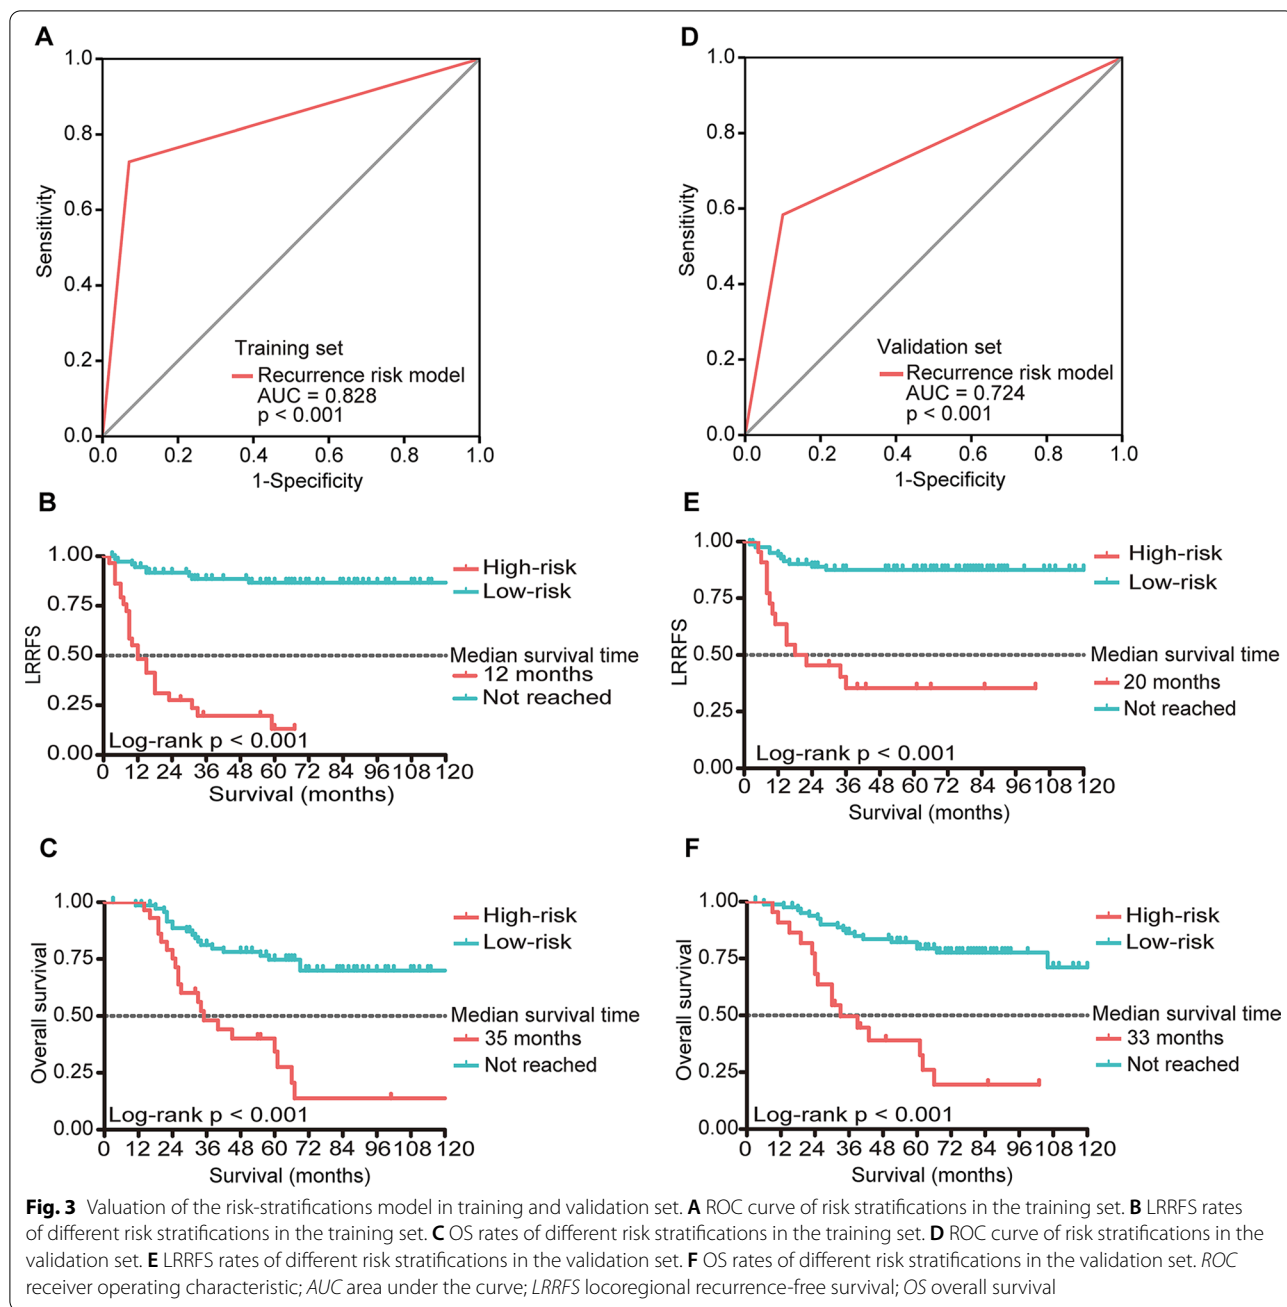 A
1.0
0.8
0.6
0.4
0.2
0.0
Sensitivity
Training set
Recurrence risk model
AUC = 0.828
p < 0.001
0.0 0.2 0.4 0.6 0.8 1.0
1-Specificity
D
1.0
0.8
0.6
0.4
0.2
0.0
Sensitivity
Validation set
Recurrence risk model
AUC = 0.724
p < 0.001
0.0 0.2 0.4 0.6 0.8 1.0
1-Specificity
B
1.00
0.75
0.50
0.25
0.00
LRRFS
High-risk
Low-risk
Median survival time
12 months
Not reached
Log-rank p < 0.001
0 12 24 36 48 60 72 84 96 108 120
Survival (months)
E
1.00
0.75
0.50
0.25
0.00
LRRFS
High-risk
Low-risk
Median survival time
20 months
Not reached
Log-rank p < 0.001
0 12 24 36 48 60 72 84 96 108 120
Survival (months)
C
1.00
0.75
0.50
0.25
0.00
Overall survival
High-risk
Low-risk
Median survival time
35 months
Not reached
Log-rank p < 0.001
0 12 24 36 48 60 72 84 96 108 120
Survival (months)
F
1.00
0.75
0.50
0.25
0.00
Overall survival
High-risk
Low-risk
Median survival time
33 months
Not reached
Log-rank p < 0.001
0 12 24 36 48 60 72 84 96 108 120
Survival (months)
Fig. 3 Valuation of the risk-stratifications model in training and validation set. A ROC curve of risk stratifications in the training set. B LRRFS rates
of different risk stratifications in the training set. C OS rates of different risk stratifications in the training set. D ROC curve of risk stratifications in the
validation set. E LRRFS rates of different risk stratifications in the validation set. F OS rates of different risk stratifications in the validation set. ROC
receiver operating characteristic; AUC area under the curve; LRRFS locoregional recurrence-free survival; OS overall survival